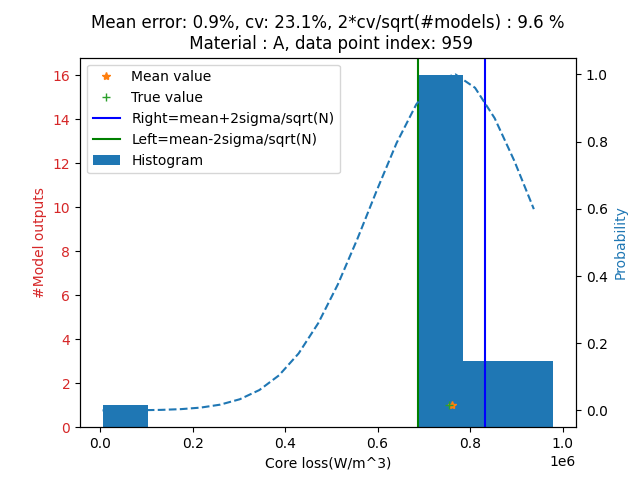 Mean error: 0.9%, cv: 23.1%, 2*cv/sqrt(#models) : 9.6 %
Material : A, data point index: 959
Mean value
True value
Right=mean+2sigma/sqrt(N)
Left=mean-2sigma/sqrt(N)
Histogram
#Model outputs
16
14
12
10
8
6
4
2
0
1.0
0.8
0.6
0.4
0.2
0.0
Probability
0.0 0.2 0.4 0.6 0.8 1.0
1e6
Core loss(W/m^3)